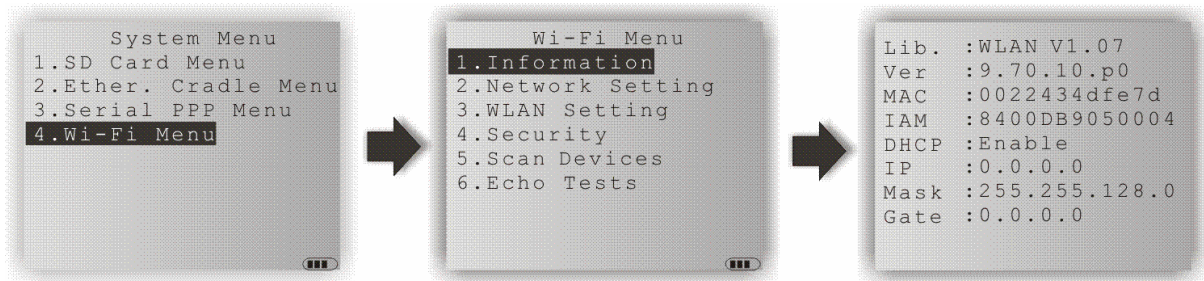 System Menu
1.SD Card Menu
2.Ether. Cradle Menu
3.Serial PPP Menu
4.Wi-Fi Menu
Wi-Fi Menu
1.Information
2.Network Setting
3.WLAN Setting
4.Security
5.Scan Devices
6.Echo Tests
Lib. :WLAN V1.07
Ver :9.70.10.p0
MAC :0022434dfe7d
IAM :8400DB9050004
DHCP :Enable
IP :0.0.0.0
Mask :255.255.128.0
Gate :0.0.0.0